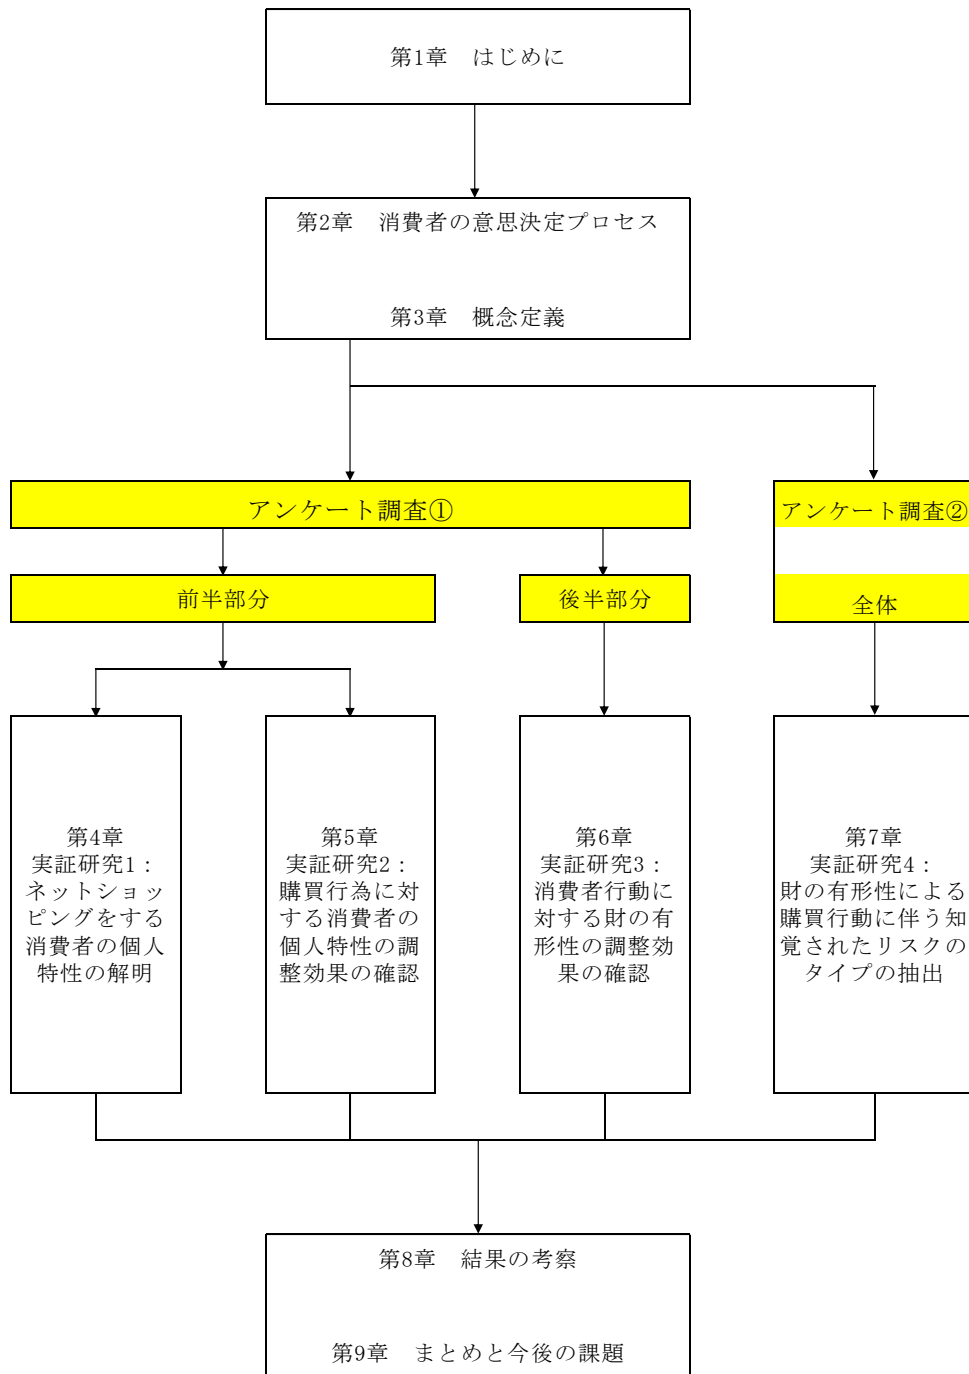 第1章　はじめに
第2章　消費者の意思決定プロセス
第3章　概念定義
アンケート調査①
アンケート調査②
前半部分
後半部分
全体
第4章
実証研究1：
ネットショッ
ピングをする
消費者の個人
特性の解明
第5章
実証研究2：
購買行為に対
する消費者の
個人特性の調
整効果の確認
第6章
実証研究3：
消費者行動に
対する財の有
形性の調整効
果の確認
第7章
実証研究4：
財の有形性による
購買行動に伴う知
覚されたリスクの
タイプの抽出
第8章　結果の考察
第9章　まとめと今後の課題